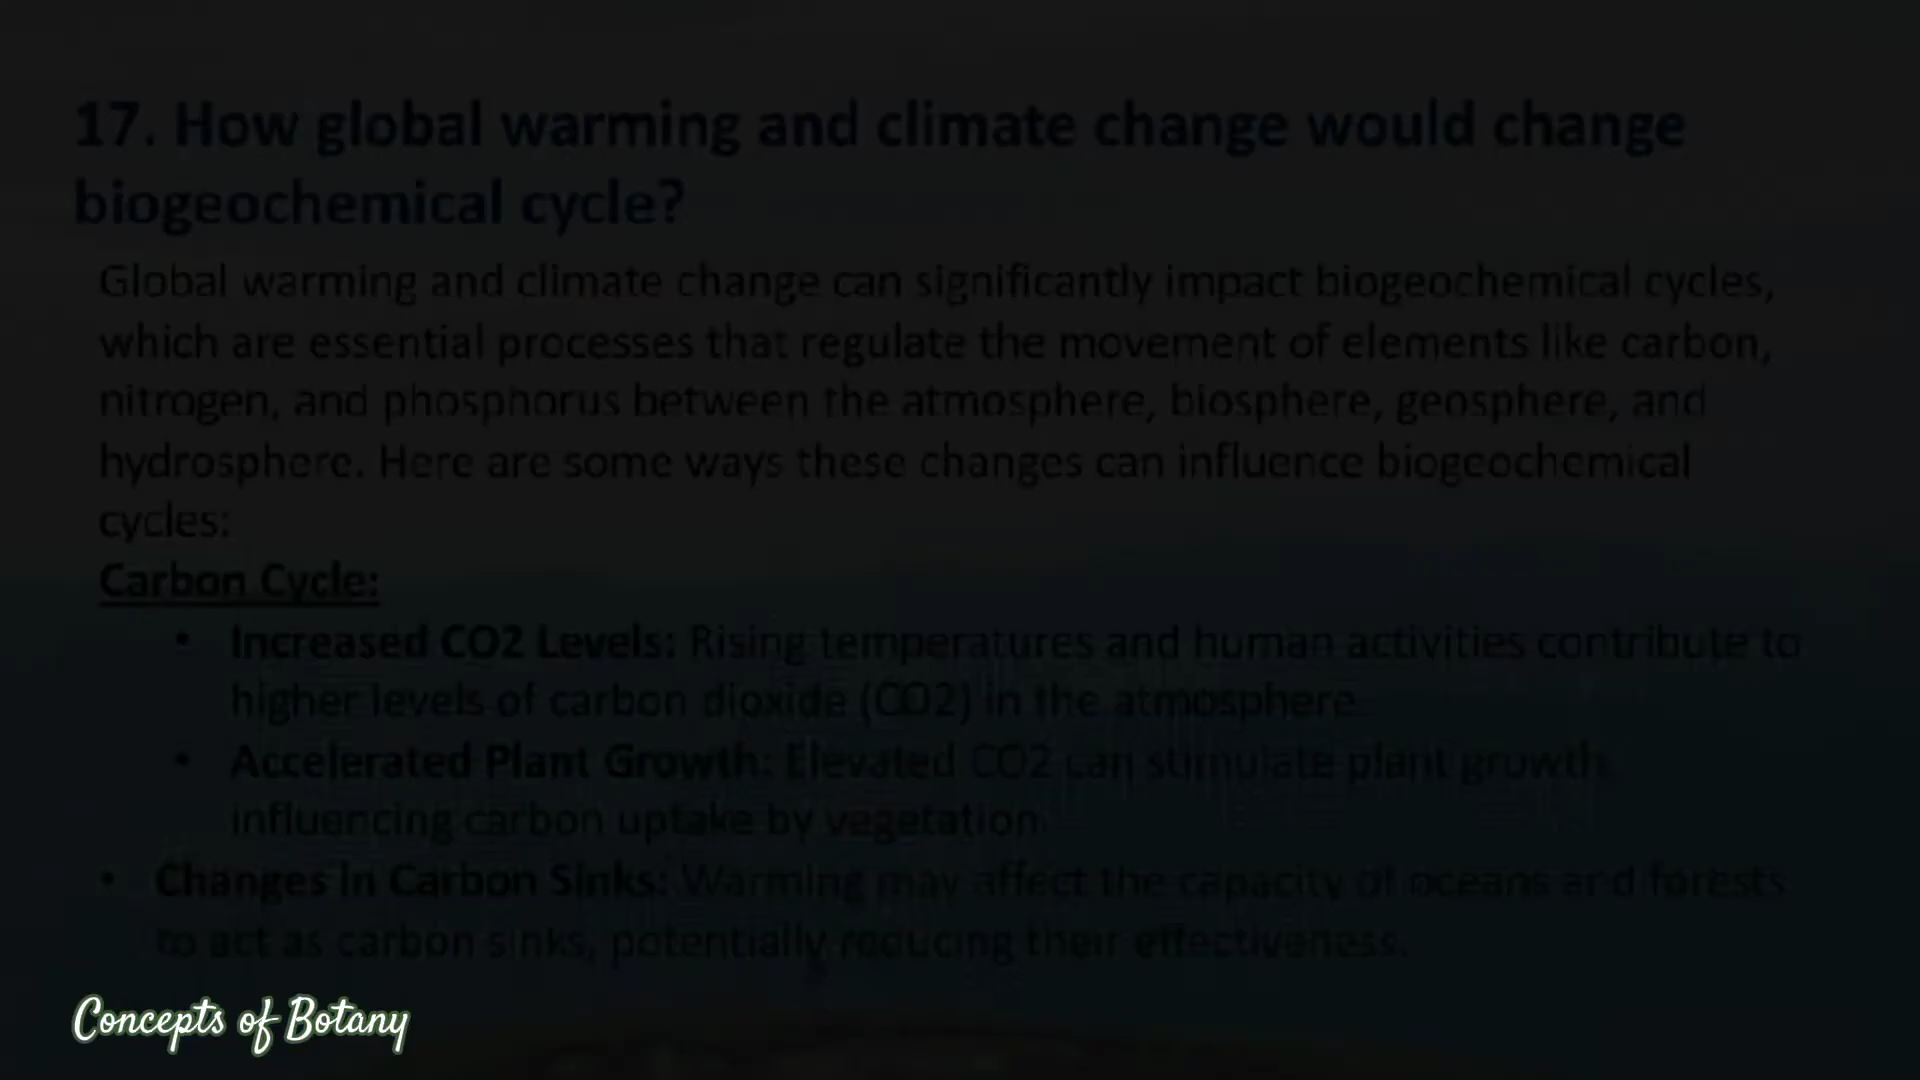 17. How global warming and climate change would change
biogeochemical cycle?
Global warming and climate change can significantly impact biogeochemical cycles,
which are essential processes that regulate the movement of elements like carbon,
nitrogen, and phosphorus between the atmosphere, biosphere, geosphere, and
hydrosphere. Here are some ways these changes can influence biogeochemical
cycles:
Carbon Cycle:
• Increased CO2 Levels: Rising temperatures and human activities contribute to
higher levels of carbon dioxide (CO2) in the atmosphere.
• Accelerated Plant Growth: Elevated CO2 can stimulate plant growth,
influencing carbon uptake by vegetation.
• Changes in Carbon Sinks: Warming may affect the capacity of oceans and forests
to act as carbon sinks, potentially reducing their effectiveness.
Concepts of Botany